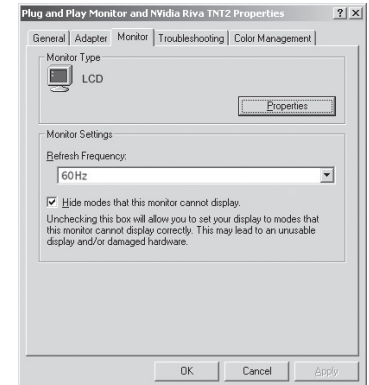 Plug and Play Monitor and NVidia Riva TNT2 Properties
General Adapter Monitor Troubleshooting Color Management
Monitor Type
LCD
Properties
Monitor Settings
Refresh Frequency:
60Hz
Hide modes that this monitor cannot display.
Unchecking this box will allow you to set your display to modes that
this monitor cannot display correctly. This may lead to an unusable
display and/or damaged hardware.
OK Cancel Apply